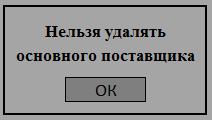 Нельзя удалять
основного поставщика
ОК